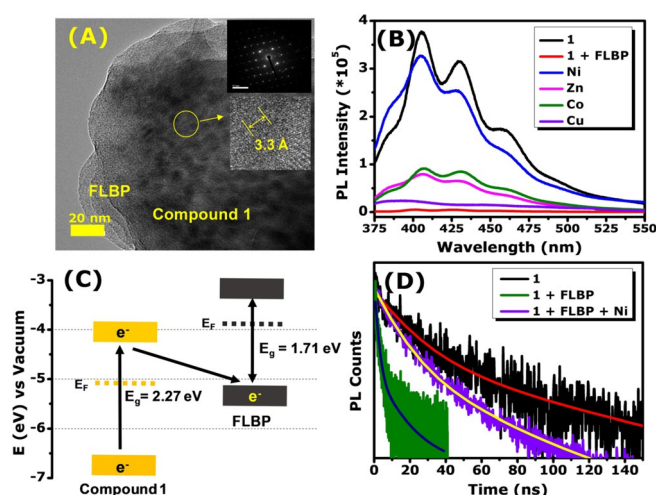 (A)
3.3 Å
FLBP
Compound 1
20 nm
(B)
PL Intensity (*10⁵)
4
3
2
1
0
1
1 + FLBP
Ni
Zn
Co
Cu
375 400 425 450 475 500 525 550
Wavelength (nm)
(C)
E (eV) vs Vacuum
-3
-4
-5
-6
-7
e⁻
E_F
E_g = 2.27 eV
e⁻
Compound 1
E_F
E_g = 1.71 eV
e⁻
FLBP
(D)
PL Counts
1
1 + FLBP
1 + FLBP + Ni
0 20 40 60 80 100 120 140
Time (ns)